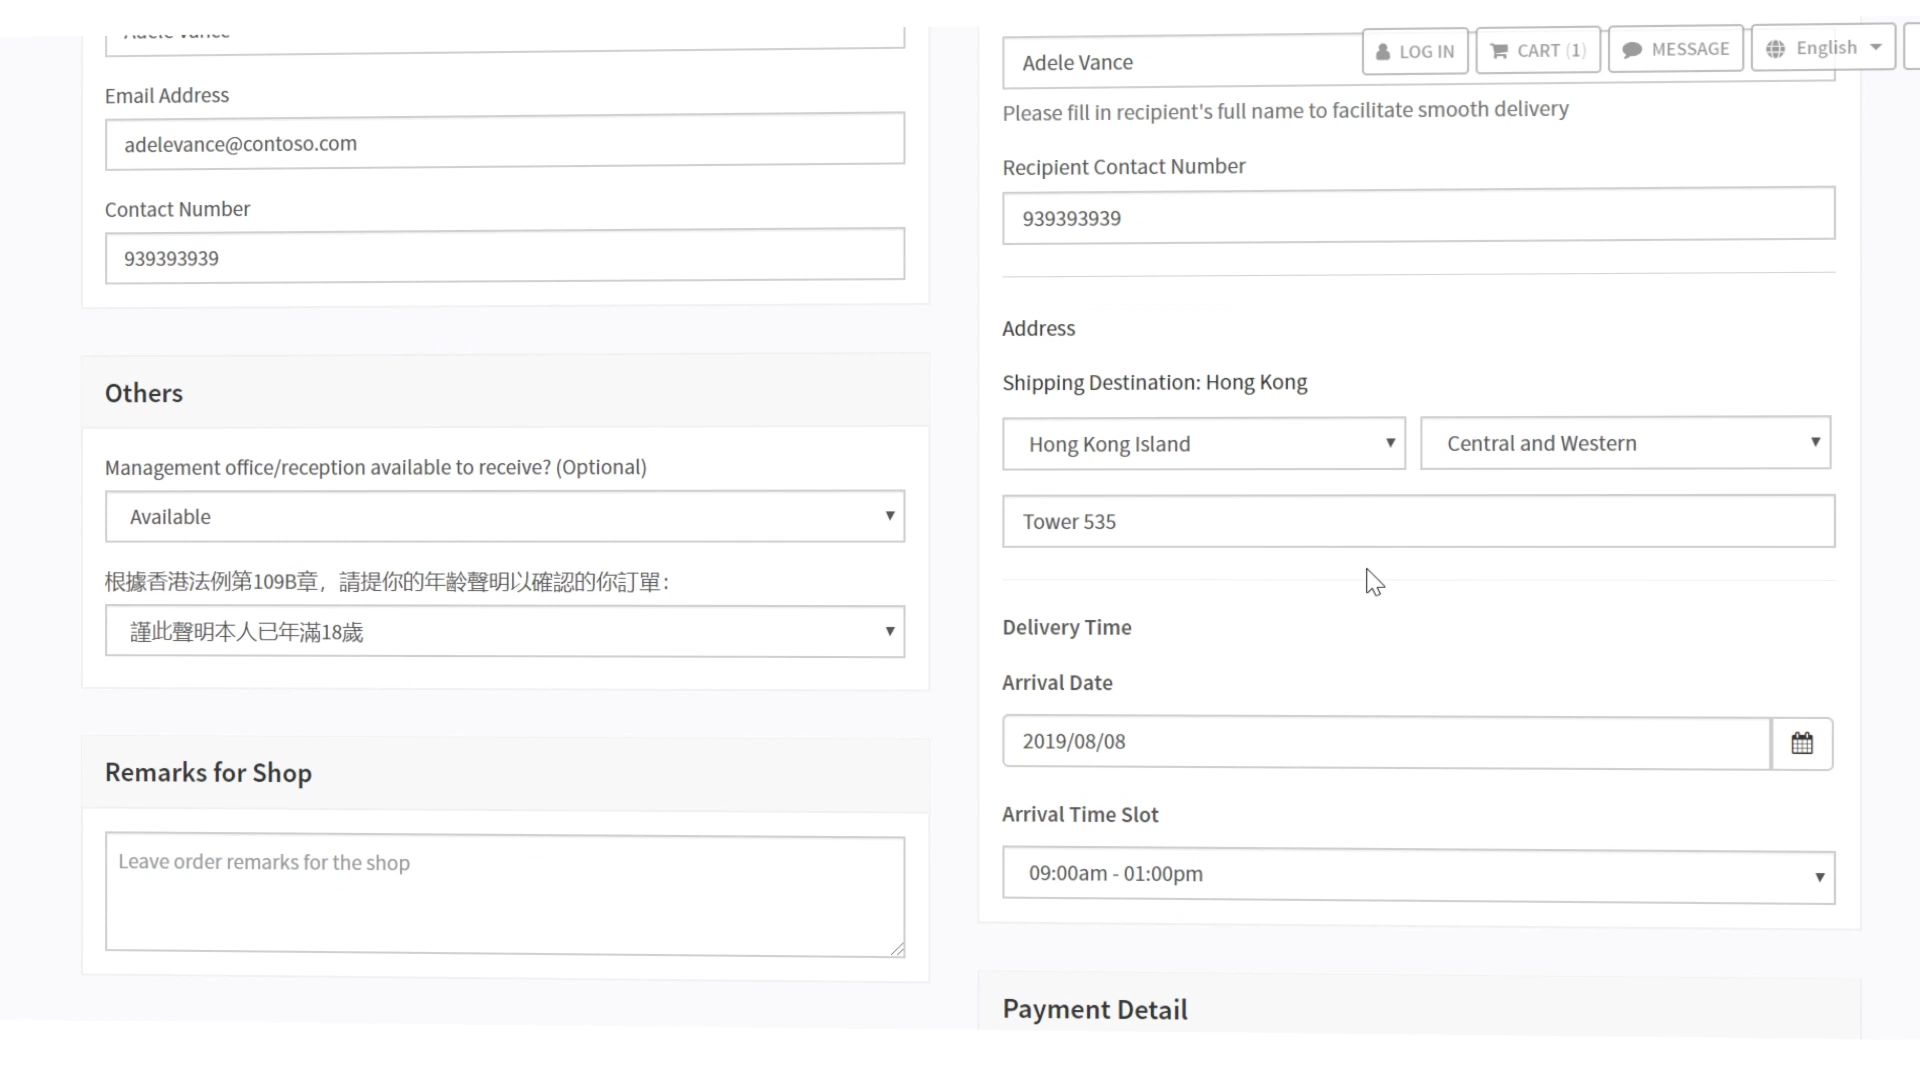 Adele Vance
Email Address
adelevance@contoso.com
Contact Number
939393939
Others
Management office/reception available to receive? (Optional)
Available
根據香港法例第109B章，請提你的年齡聲明以確認的你訂單：
謹此聲明本人已年滿18歲
Remarks for Shop
Leave order remarks for the shop
LOG IN
CART (1)
MESSAGE
English
Adele Vance
Please fill in recipient's full name to facilitate smooth delivery
Recipient Contact Number
939393939
Address
Shipping Destination: Hong Kong
Hong Kong Island
Central and Western
Tower 535
Delivery Time
Arrival Date
2019/08/08
Arrival Time Slot
09:00am - 01:00pm
Payment Detail